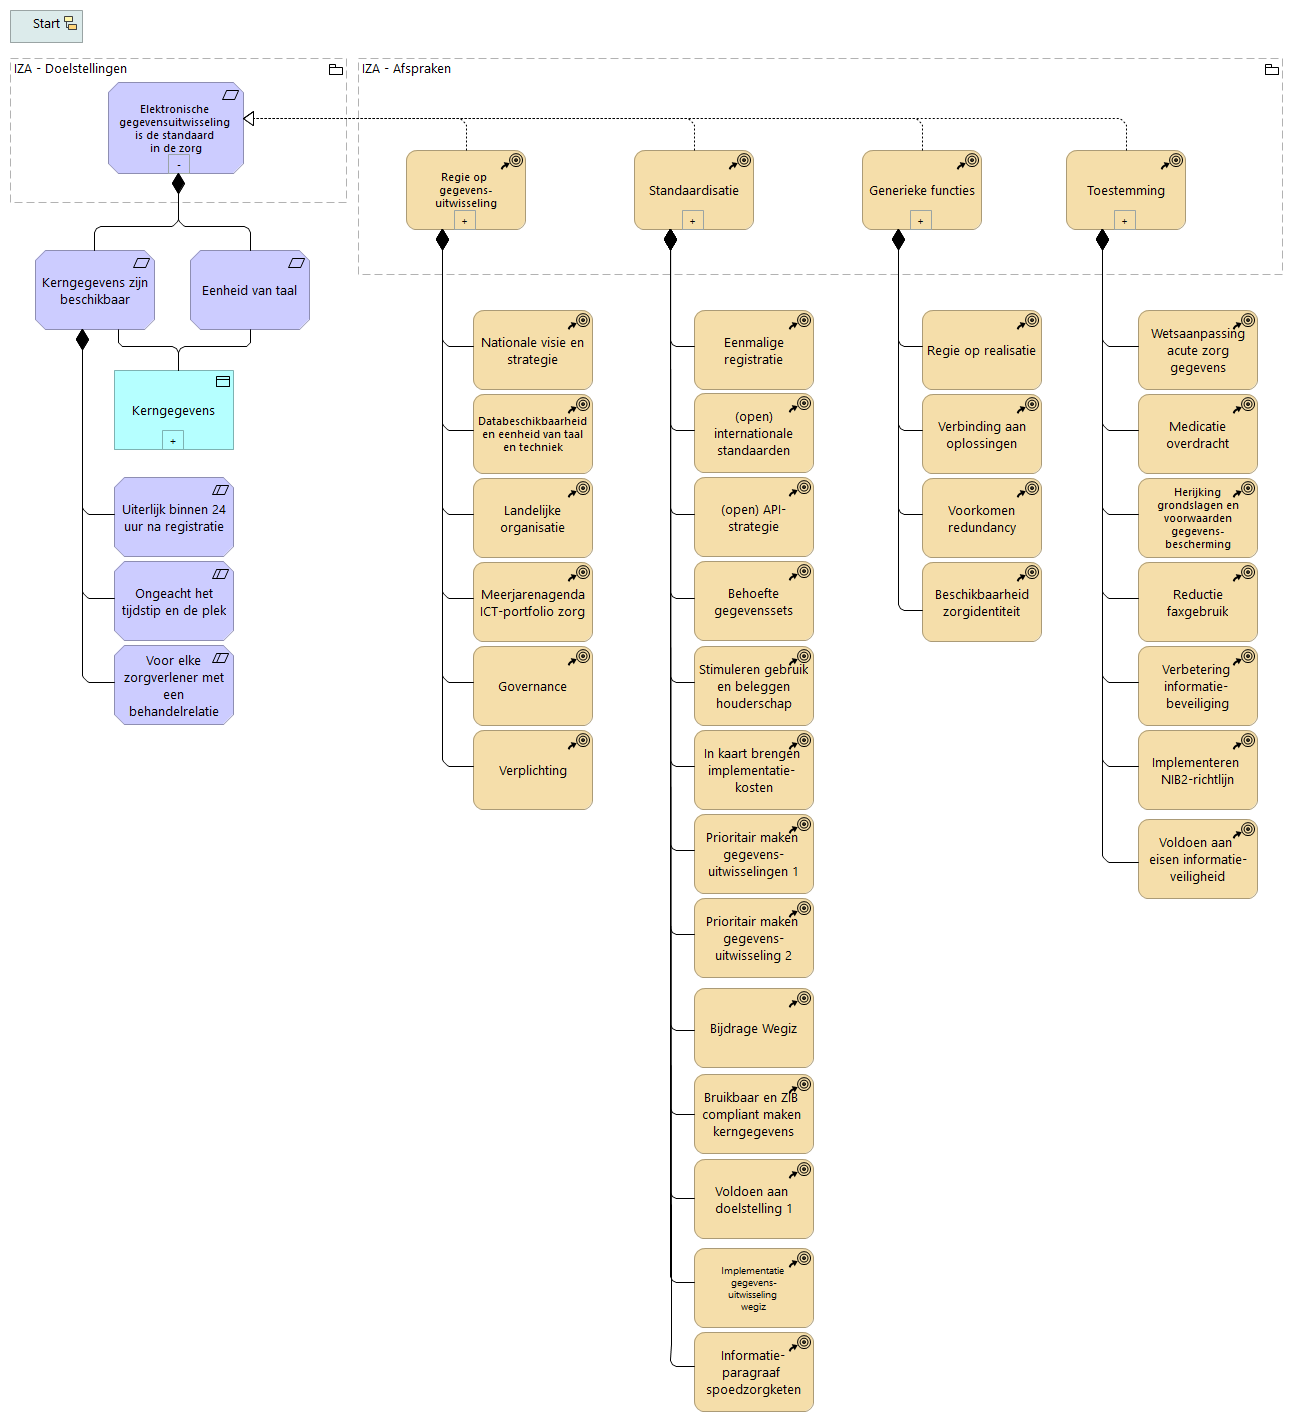 Start
IZA - Doelstellingen
Elektronische
gegevensuitwisseling
is de standaard
in de zorg
-
Kerngegevens zijn
beschikbaar
Eenheid van taal
Kerngegevens
+
Uiterlijk binnen 24
uur na registratie
Ongeacht het
tijdstip en de plek
Voor elke
zorgverlener met
een
behandelrelatie
IZA - Afspraken
Regie op
gegevens-
uitwisseling
+
Standaardisatie
+
Generieke functies
+
Toestemming
+
Nationale visie en
strategie
Databeschikbaarheid
en eenheid van taal
en techniek
Landelijke
organisatie
Meerjarenagenda
ICT-portfolio zorg
Governance
Verplichting
Eenmalige
registratie
(open)
internationale
standaarden
(open) API-
strategie
Behoefte
gegevenssets
Stimuleren gebruik
en beleggen
houderschap
In kaart brengen
implementatie-
kosten
Prioritair maken
gegevens-
uitwisselingen 1
Prioritair maken
gegevens-
uitwisseling 2
Bijdrage Wegiz
Bruikbaar en ZIB
compliant maken
kerngegevens
Voldoen aan
doelstelling 1
Implementatie
gegevens-
uitwisseling
wegiz
Informatie-
paragraaf
spoedzorgketen
Regie op realisatie
Verbinding aan
oplossingen
Voorkomen
redundancy
Beschikbaarheid
zorgidentiteit
Wetsaanpassing
acute zorg
gegevens
Medicatie
overdracht
Herijking
grondslagen en
voorwaarden
gegevens-
bescherming
Reductie
faxgebruik
Verbetering
informatie-
beveiliging
Implementeren
NIB2-richtlijn
Voldoen aan
eisen informatie-
veiligheid